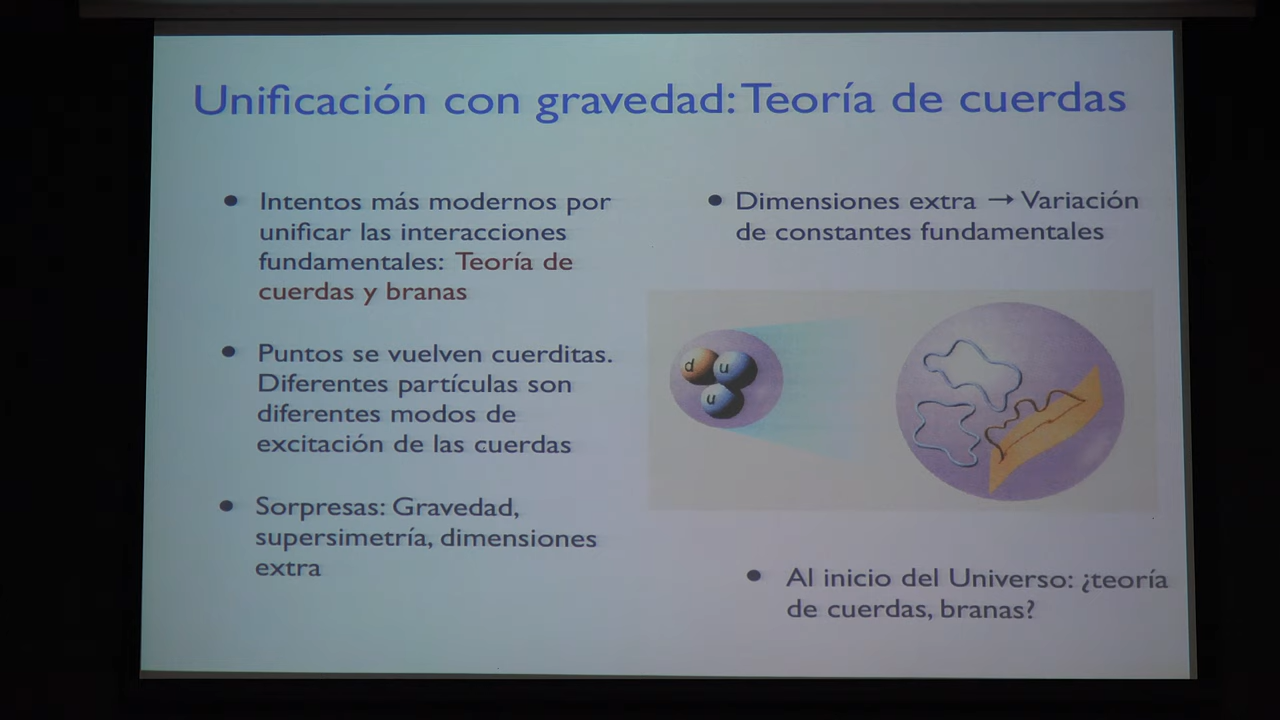 Unificación con gravedad: Teoría de cuerdas
• Intentos más modernos por
unificar las interacciones
fundamentales: Teoría de
cuerdas y branas
• Puntos se vuelven cuerditas.
Diferentes partículas son
diferentes modos de
excitación de las cuerdas
• Sorpresas: Gravedad,
supersimetría, dimensiones
extra
• Dimensiones extra → Variación
de constantes fundamentales
d u
u
• Al inicio del Universo: ¿teoría
de cuerdas, branas?